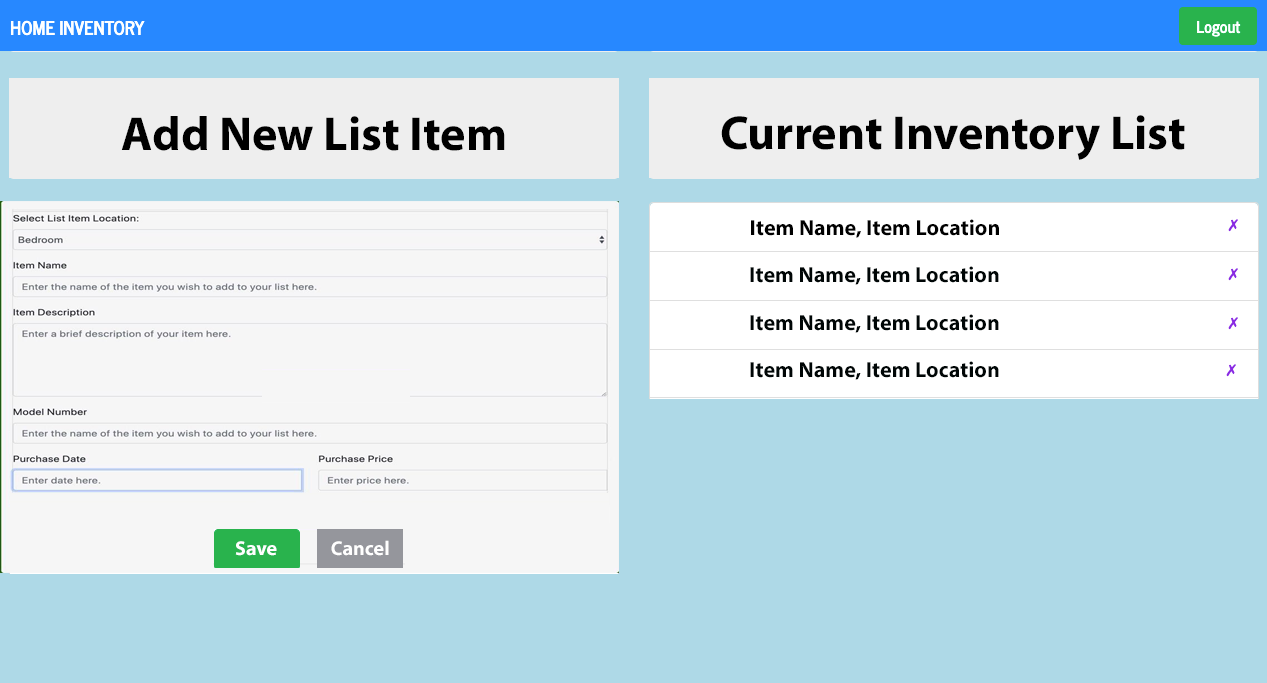 HOME INVENTORY
Logout
Add New List Item
Current Inventory List
Select List Item Location:
Bedroom
Item Name
Enter the name of the item you wish to add to your list here.
Item Description
Enter a brief description of your item here.
Model Number
Enter the name of the item you wish to add to your list here.
Purchase Date
Purchase Price
Enter date here.
Enter price here.
Save
Cancel
Item Name, Item Location ✗
Item Name, Item Location ✗
Item Name, Item Location ✗
Item Name, Item Location ✗